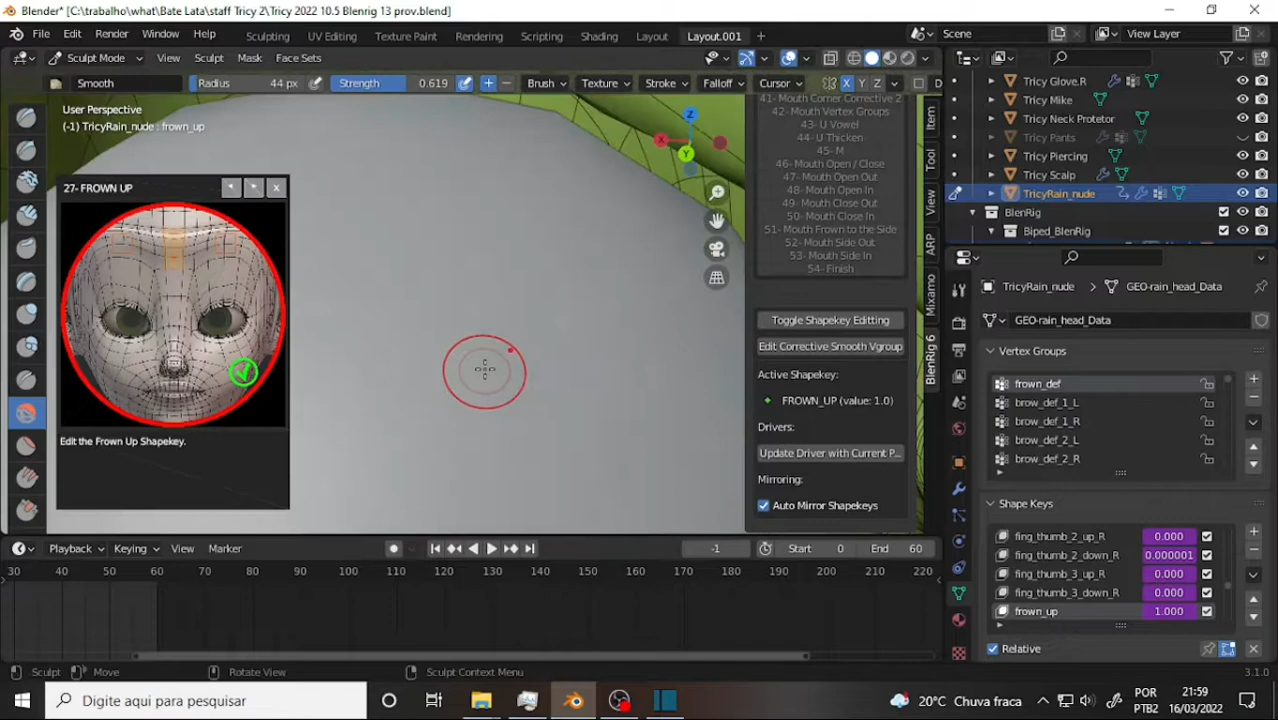 Blender* [C:\trabalho\what\Bate Lata\staff Tricy 2\Tricy 2022 10.5 Blenrig 13 prov.blend]
File Edit Render Window Help Sculpting UV Editing Texture Paint Rendering Scripting Shading Layout Layout.001 + Scene View Layer
Sculpt Mode View Sculpt Mask Face Sets
Smooth Radius 44 px Strength 0.619 Brush Texture Stroke Falloff Cursor X Y Z D
User Perspective
(-1) TricyRain_nude : frown_up
27- FROWN UP
Edit the Frown Up Shapekey.
Z
X
Y
41- Mouth Corner Corrective 2
42- Mouth Vertex Groups
43- U Vowel
44- U Thicken
45- M
46- Mouth Open / Close
47- Mouth Open Out
48- Mouth Open In
49- Mouth Close Out
50- Mouth Close In
51- Mouth Frown to the Side
52- Mouth Side Out
53- Mouth Side In
54- Finish
Toggle Shapekey Editing
Edit Corrective Smooth Vgroup
Active Shapekey:
FROWN_UP (value: 1.0)
Drivers:
Update Driver with Current P...
Mirroring:
Auto Mirror Shapekeys
Item
Tool
View
ARP
Mixamo
BlenRig 6
Tricy Glove.R
Tricy Mike
Tricy Neck Protetor
Tricy Pants
Tricy Piercing
Tricy Scalp
TricyRain_nude
BlenRig
Biped_BlenRig
TricyRain_nude GEO-rain_head_Data
GEO-rain_head_Data
Vertex Groups
frown_def
brow_def_1_L
brow_def_1_R
brow_def_2_L
brow_def_2_R
Shape Keys
fing_thumb_2_up_R 0.000
fing_thumb_2_down_R 0.000001
fing_thumb_3_up_R 0.000
fing_thumb_3_down_R 0.000
frown_up 1.000
Relative
Playback Keying View Marker -1 Start 0 End 60
30 40 50 60 70 80 90 100 110 120 130 140 150 160 170 180 190 200 210 220
Sculpt Move Rotate View Sculpt Context Menu 3.1.0
Digite aqui para pesquisar 20°C Chuva fraca POR PTB2 21:59 16/03/2022